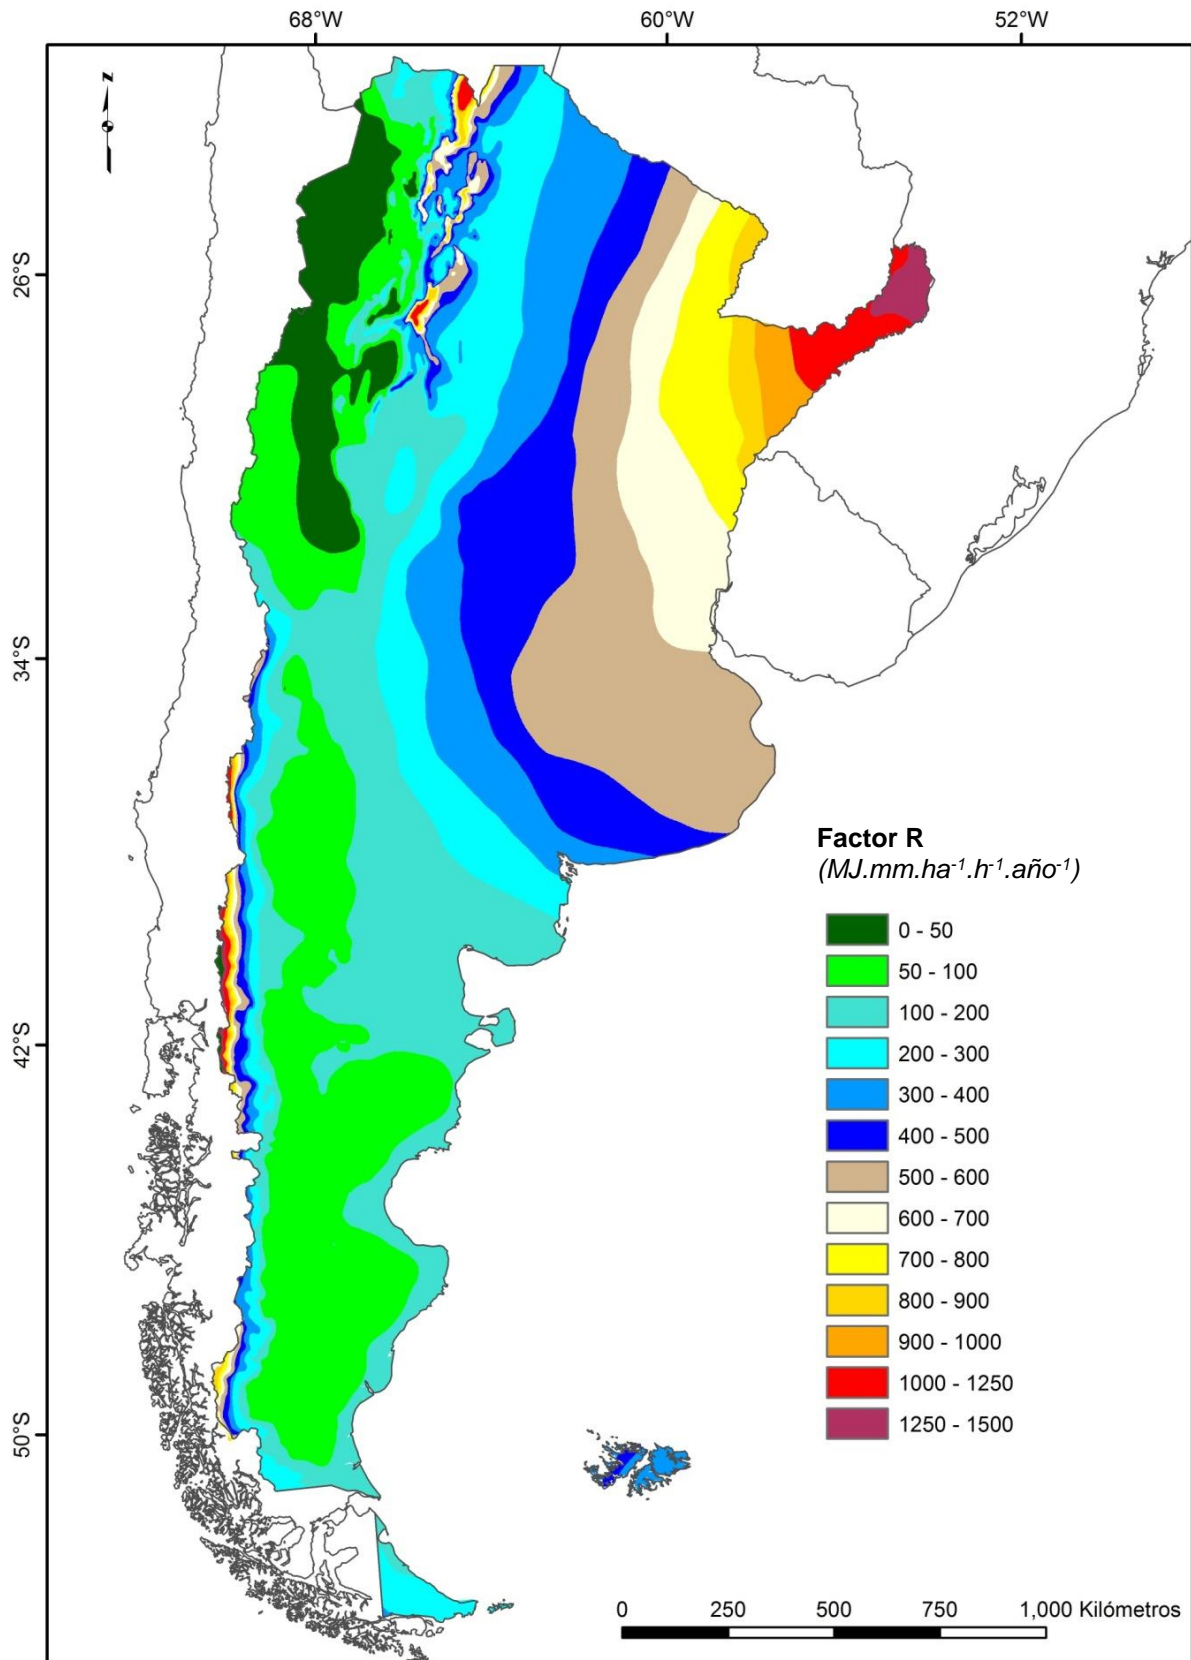 68°W 60°W 52°W
z
26°S
34°S
42°S
50°S
Factor R
(MJ.mm.ha⁻¹.h⁻¹.año⁻¹)
0 - 50
50 - 100
100 - 200
200 - 300
300 - 400
400 - 500
500 - 600
600 - 700
700 - 800
800 - 900
900 - 1000
1000 - 1250
1250 - 1500
0 250 500 750 1,000 Kilómetros